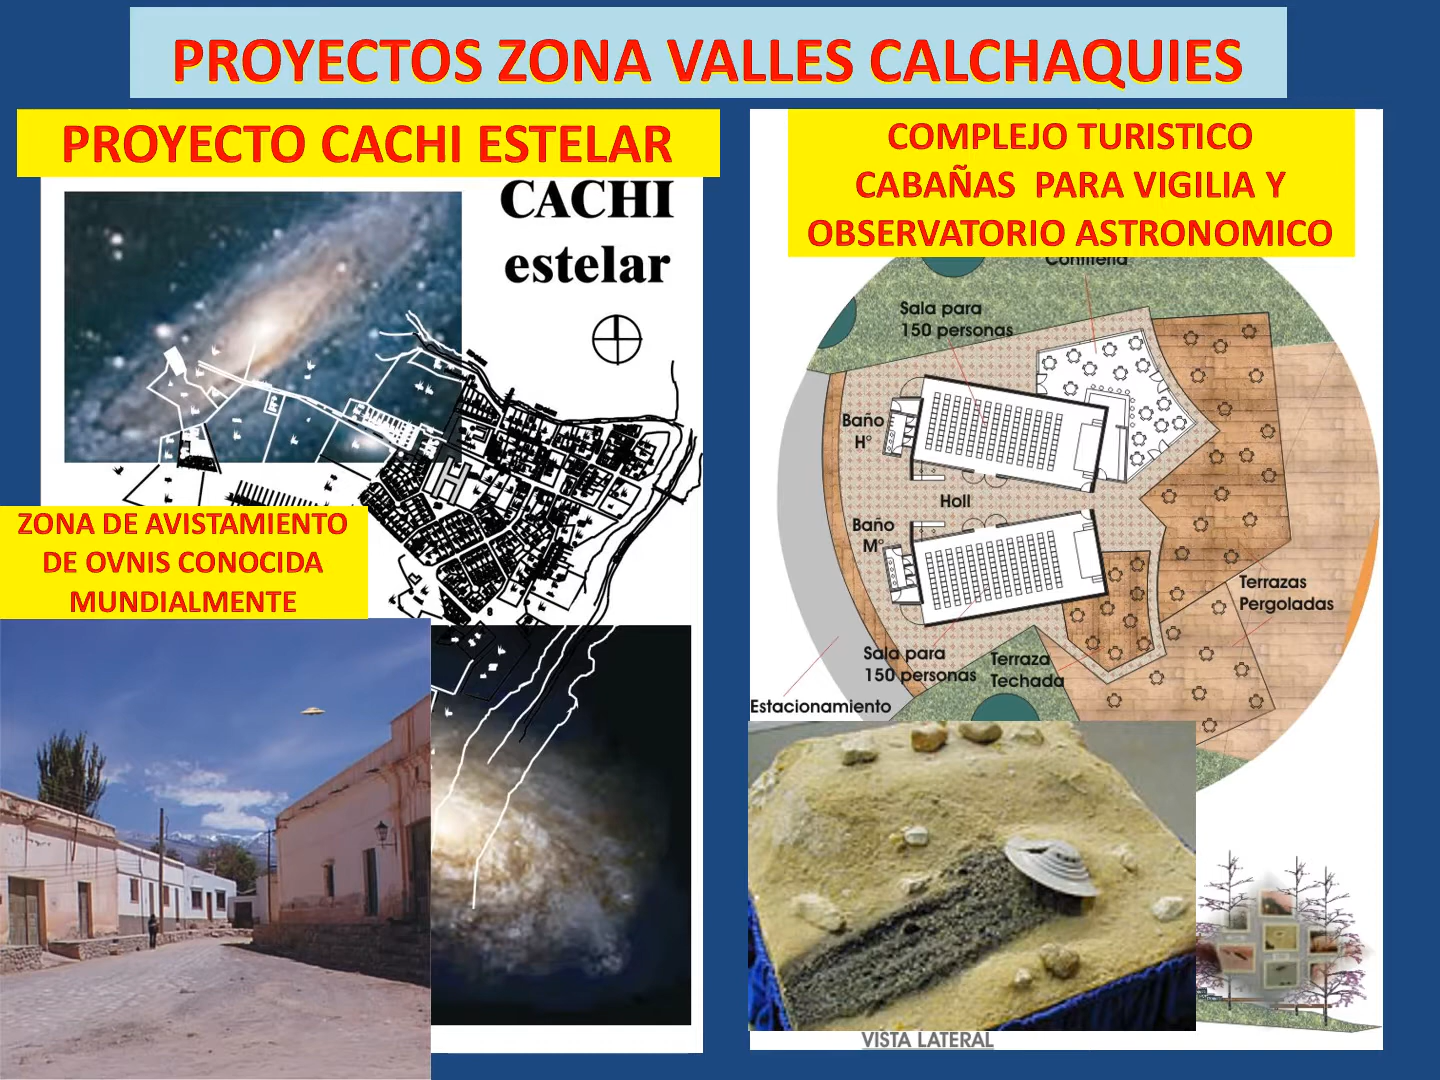 PROYECTOS ZONA VALLES CALCHAQUIES
PROYECTO CACHI ESTELAR
CACHI
estelar
ZONA DE AVISTAMIENTO
DE OVNIS CONOCIDA
MUNDIALMENTE
COMPLEJO TURISTICO
CABAÑAS PARA VIGILIA Y
OBSERVATORIO ASTRONOMICO
Confiteria
Sala para
150 personas
Baño
H°
Holl
Baño
M°
Terrazas
Pergoladas
Sala para
150 personas
Terraza
Techada
Estacionamiento
VISTA LATERAL